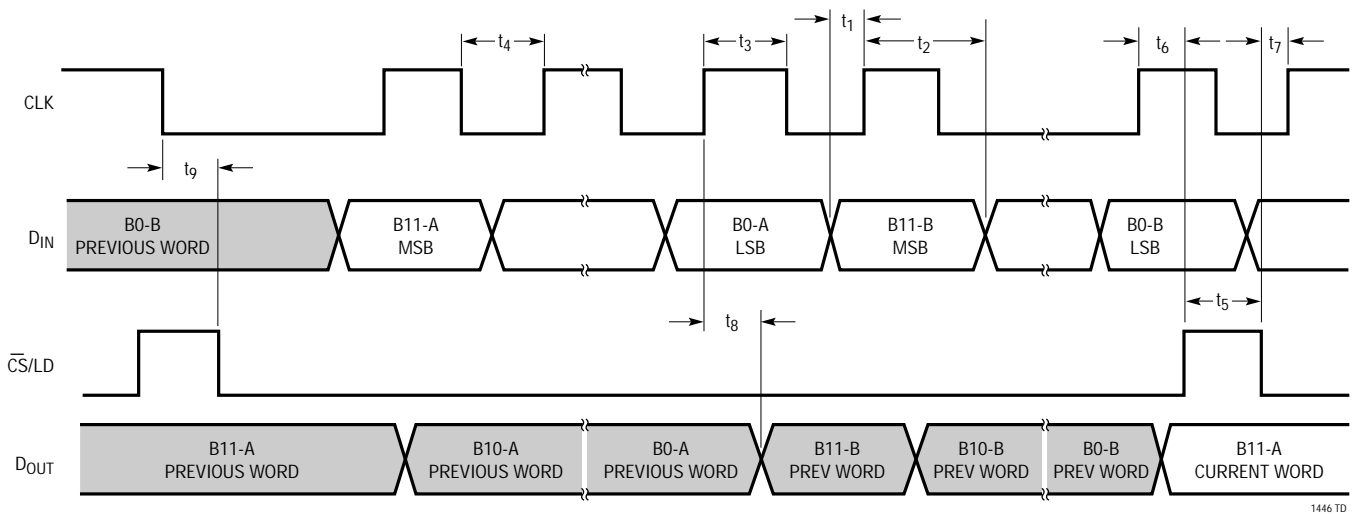 t1
t4 t3 t2 t6 t7
CLK
t9
DIN
B0-B
PREVIOUS WORD
B11-A
MSB
B0-A
LSB
B11-B
MSB
B0-B
LSB
t8
t5
C̅S̅/LD
DOUT
B11-A
PREVIOUS WORD
B10-A
PREVIOUS WORD
B0-A
PREVIOUS WORD
B11-B
PREV WORD
B10-B
PREV WORD
B0-B
PREV WORD
B11-A
CURRENT WORD
1446 TD